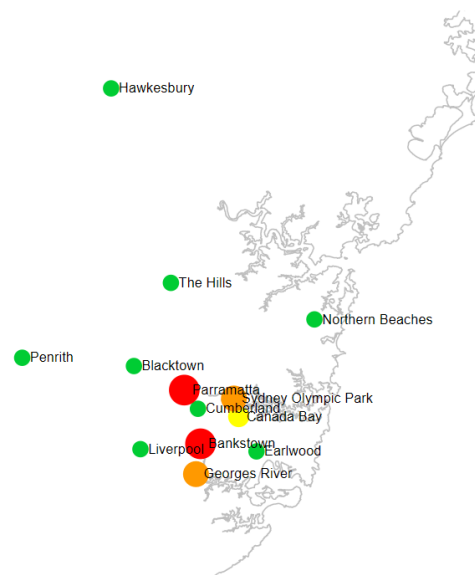 Hawkesbury
The Hills
Northern Beaches
Penrith
Blacktown
Parramatta
Sydney Olympic Park
Cumberland
Canada Bay
Bankstown
Liverpool
Earlwood
Georges River